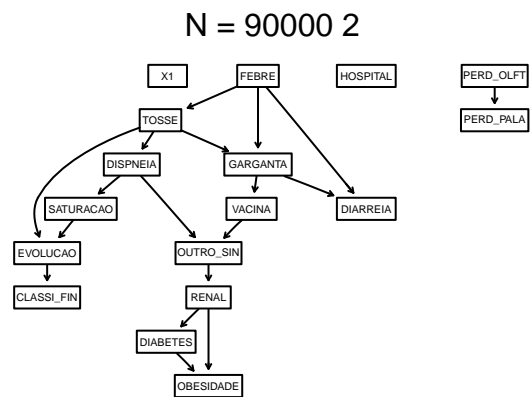 N = 90000 2
X1
FEBRE
HOSPITAL
PERD_OLFT
TOSSE
PERD_PALA
DISPNEIA
GARGANTA
SATURACAO
VACINA
DIARREIA
EVOLUCAO
OUTRO_SIN
CLASSI_FIN
RENAL
DIABETES
OBESIDADE